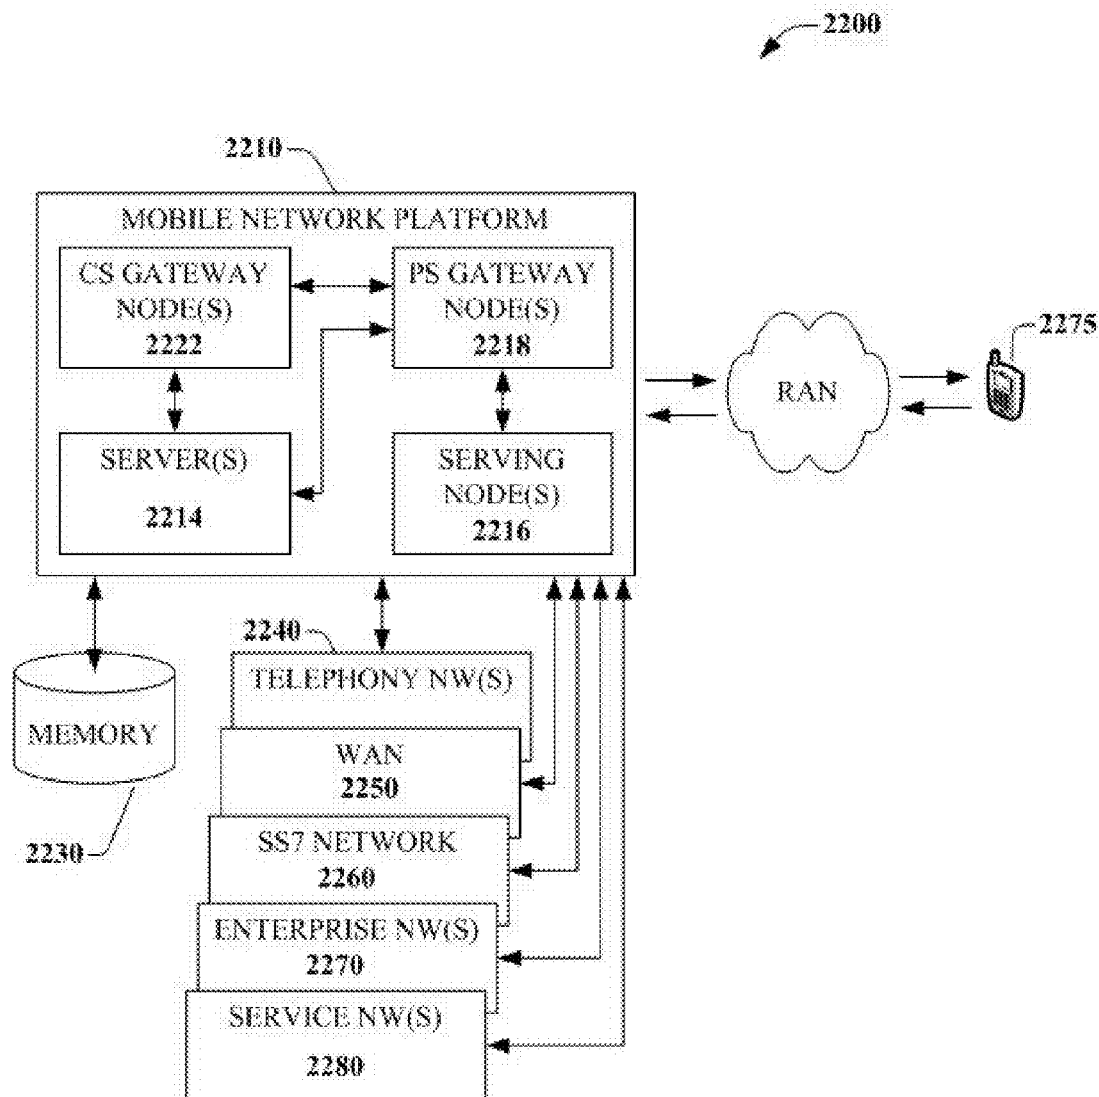 2200
2210
MOBILE NETWORK PLATFORM
CS GATEWAY
NODE(S)
2222
PS GATEWAY
NODE(S)
2218
SERVER(S)
2214
SERVING
NODE(S)
2216
RAN
2275
2240
TELEPHONY NW(S)
MEMORY
2230
WAN
2250
SS7 NETWORK
2260
ENTERPRISE NW(S)
2270
SERVICE NW(S)
2280